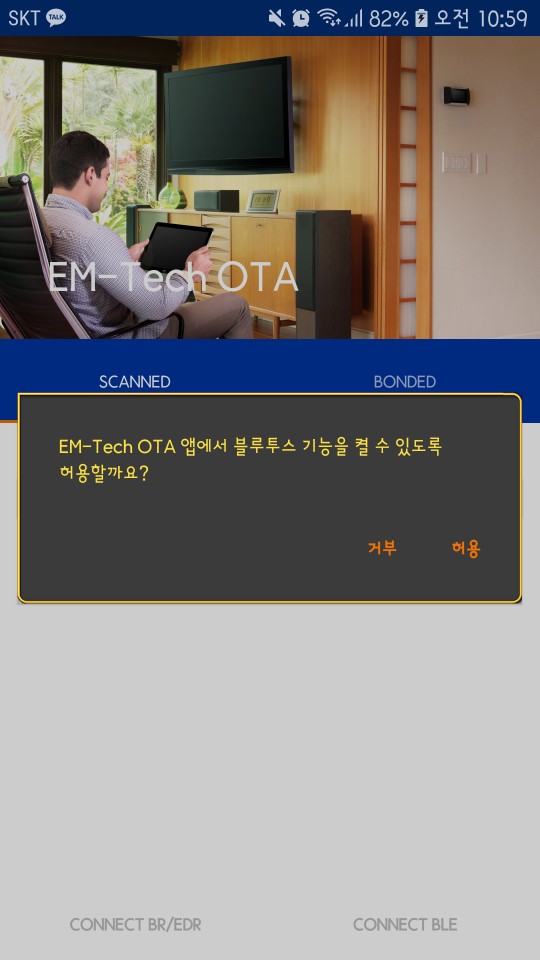 SKT TALK 82% 오전 10:59
EM-Tech OTA
SCANNED BONDED
EM-Tech OTA 앱에서 블루투스 기능을 켤 수 있도록
허용할까요?
거부 허용
CONNECT BR/EDR CONNECT BLE